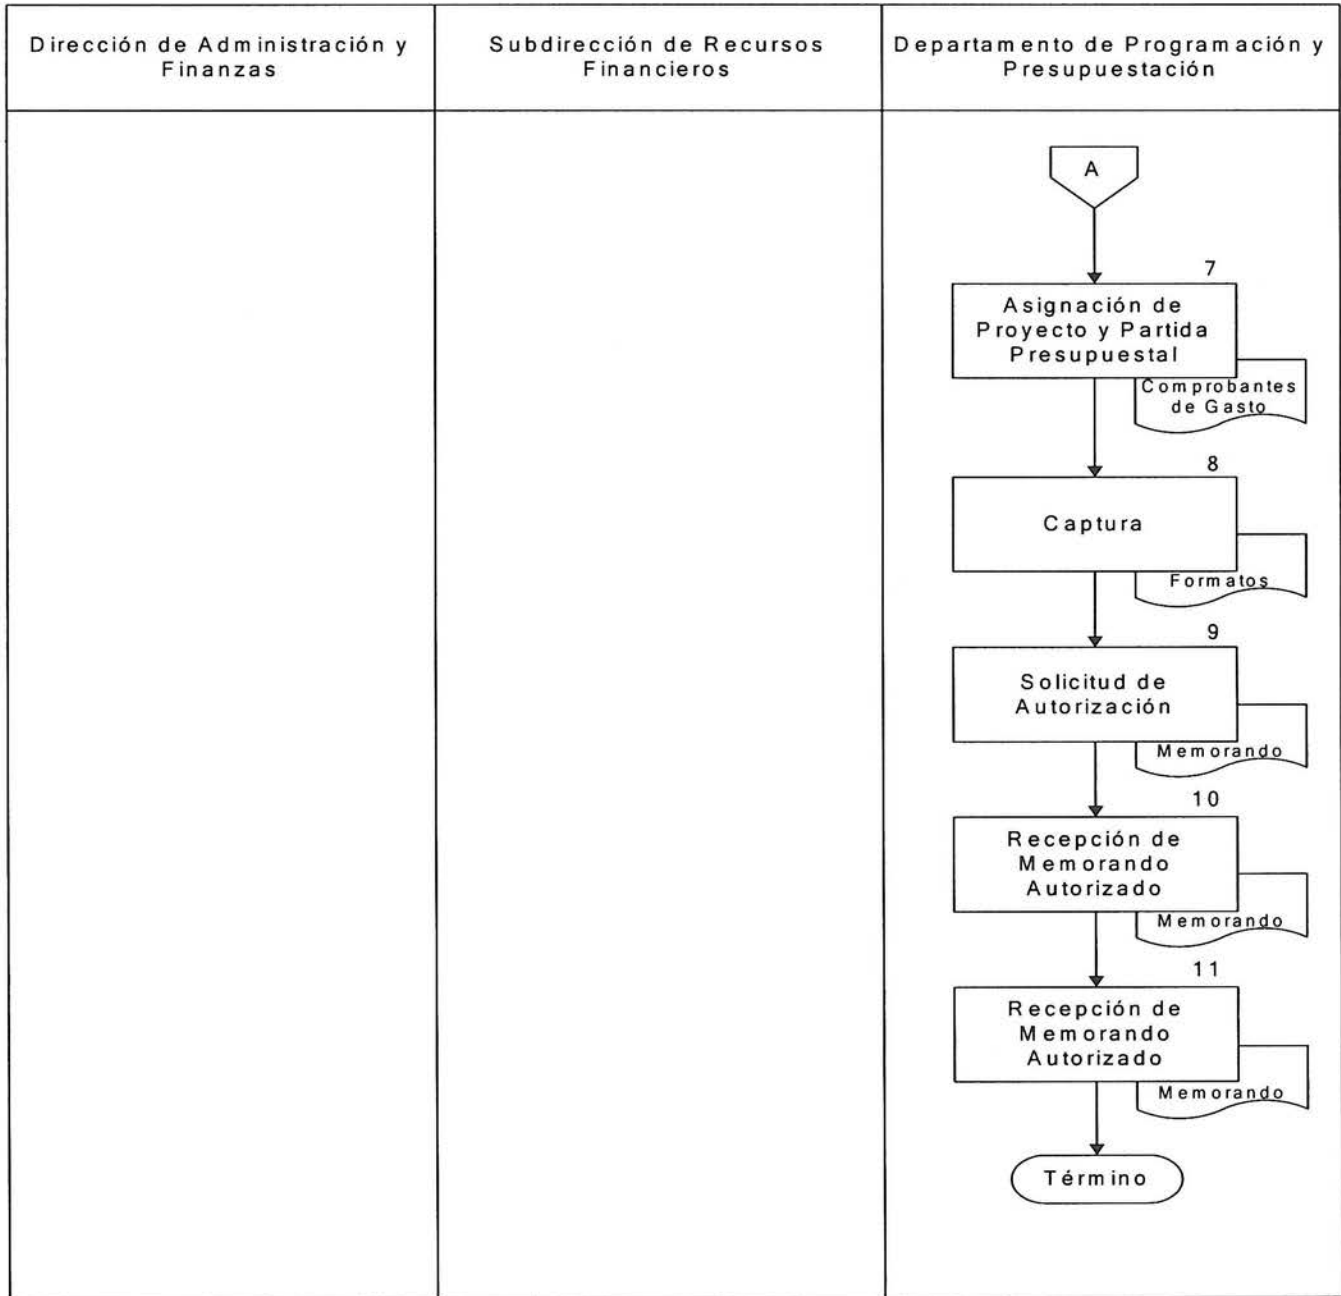 Dirección de Administración y
Finanzas
Subdirección de Recursos
Financieros
Departamento de Programación y
Presupuestación
A
7
Asignación de
Proyecto y Partida
Presupuestal
Comprobantes
de Gasto
8
Captura
Formatos
9
Solicitud de
Autorización
Memorando
10
Recepción de
Memorando
Autorizado
Memorando
11
Recepción de
Memorando
Autorizado
Memorando
Término